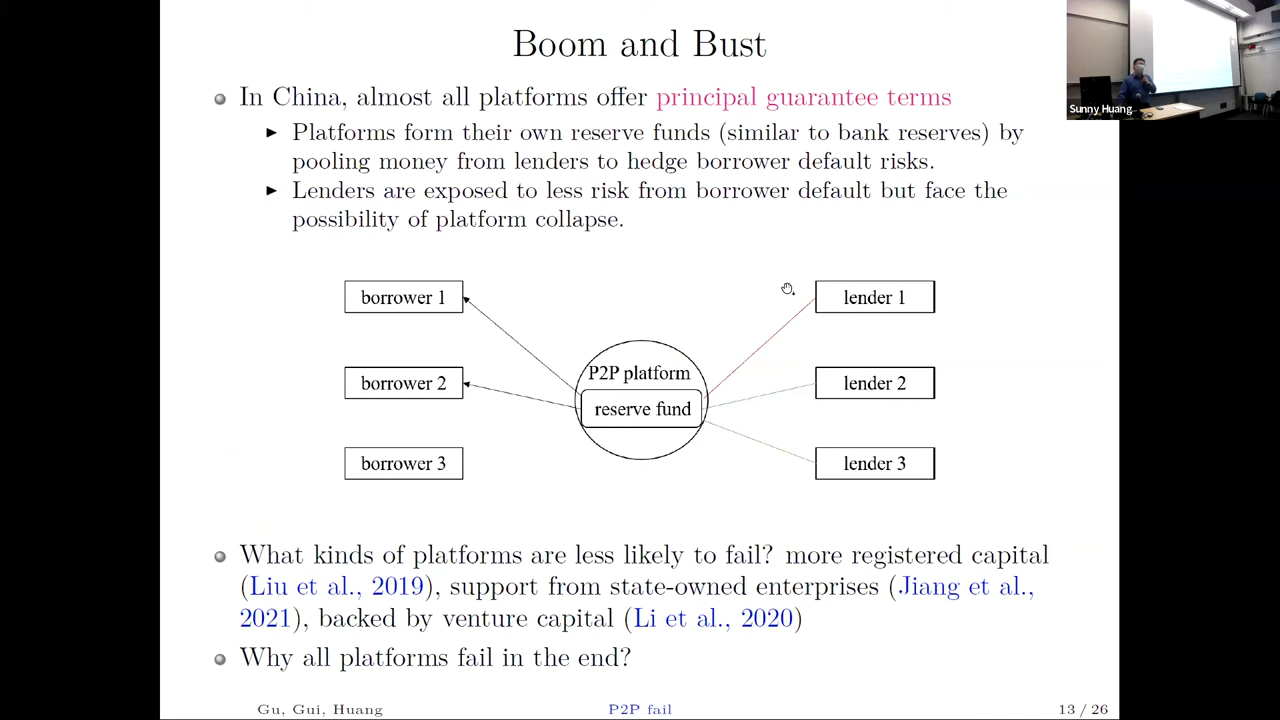 Boom and Bust
In China, almost all platforms offer principal guarantee terms
Platforms form their own reserve funds (similar to bank reserves) by
pooling money from lenders to hedge borrower default risks.
Lenders are exposed to less risk from borrower default but face the
possibility of platform collapse.
borrower 1
lender 1
P2P platform
borrower 2
lender 2
reserve fund
borrower 3
lender 3
What kinds of platforms are less likely to fail? more registered capital
(Liu et al., 2019), support from state-owned enterprises (Jiang et al.,
2021), backed by venture capital (Li et al., 2020)
Why all platforms fail in the end?
Gu, Gui, Huang
P2P fail
13 / 26
Sunny Huang